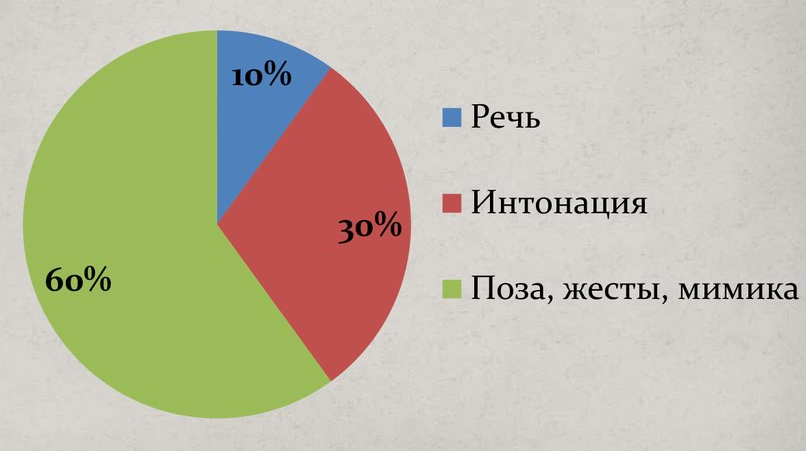 10%
30%
60%
Речь
Интонация
Поза, жесты, мимика